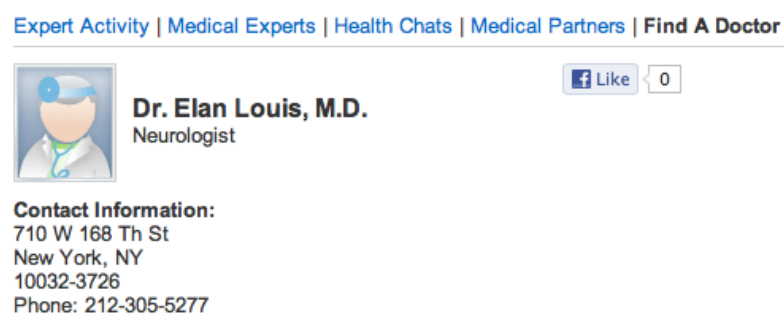 Expert Activity | Medical Experts | Health Chats | Medical Partners | Find A Doctor
Like 0
Dr. Elan Louis, M.D.
Neurologist
Contact Information:
710 W 168 Th St
New York, NY
10032-3726
Phone: 212-305-5277